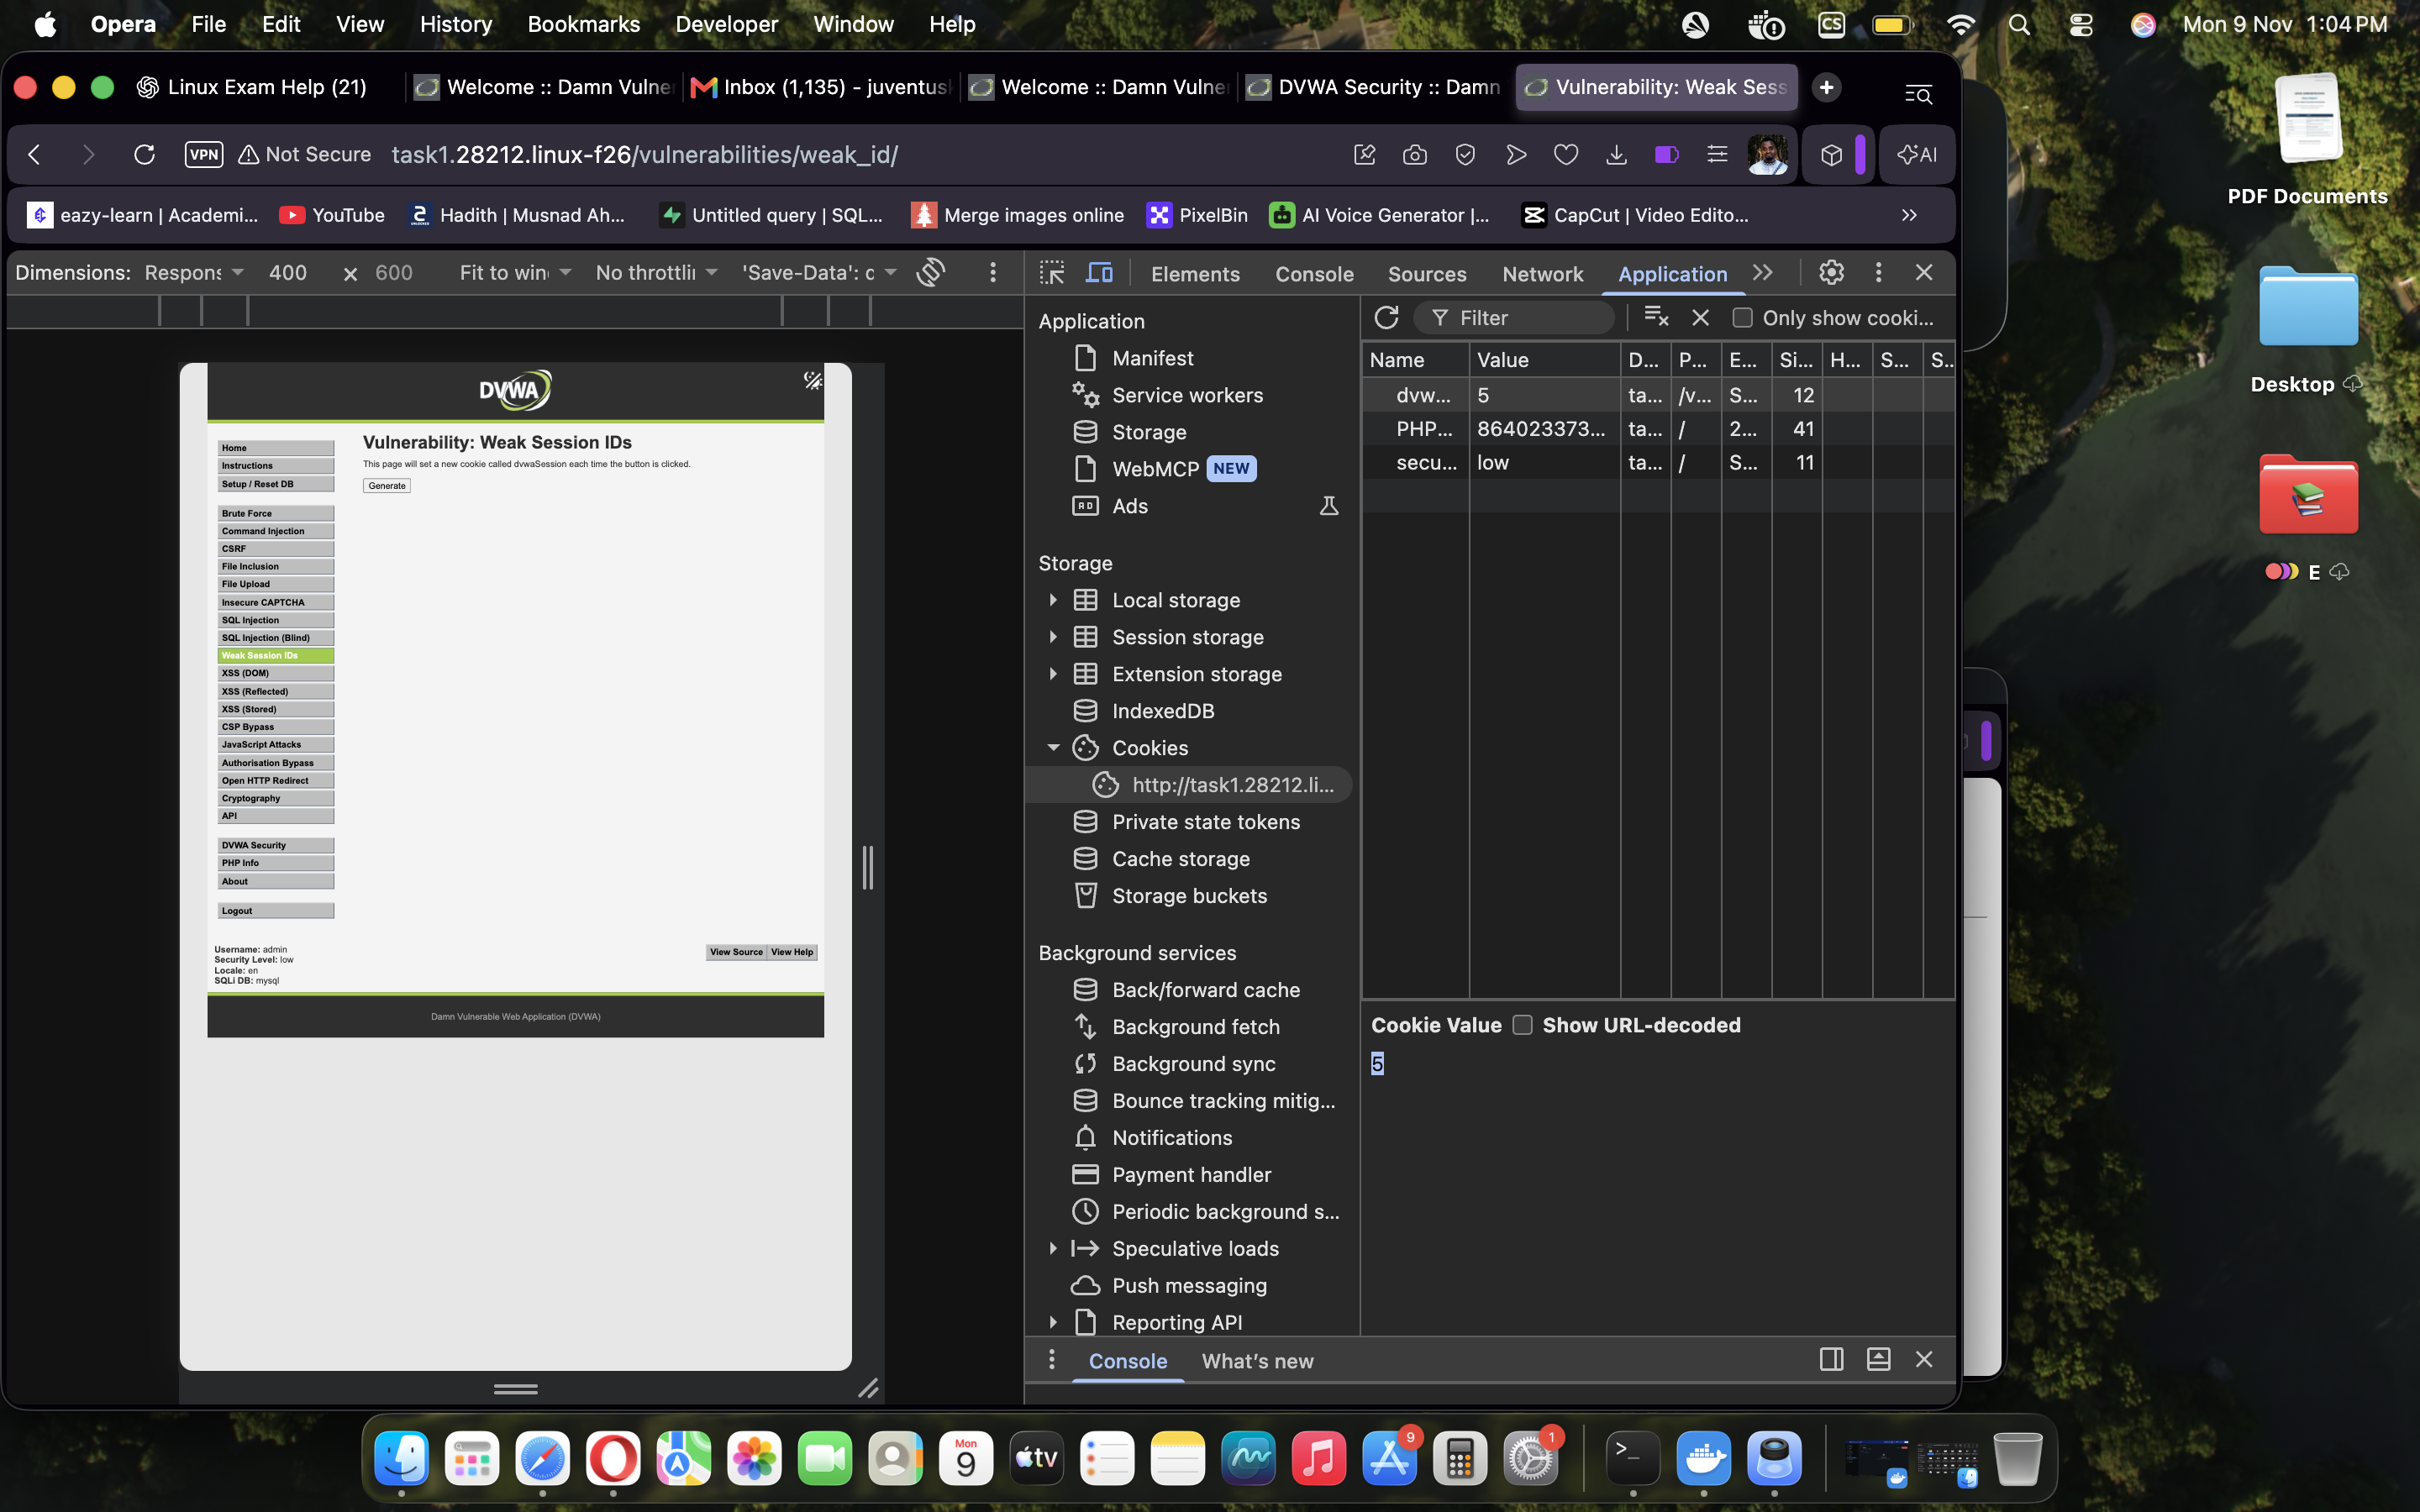 Opera File Edit View History Bookmarks Developer Window Help CS Mon 9 Nov 1:04 PM
Linux Exam Help (21) Welcome :: Damn Vulne Inbox (1,135) - juventus Welcome :: Damn Vulne DVWA Security :: Damn Vulnerability: Weak Sess
VPN Not Secure task1.28212.linux-f26/vulnerabilities/weak_id/ AI
eazy-learn | Academi... YouTube Hadith | Musnad Ah... Untitled query | SQL... Merge images online PixelBin AI Voice Generator |... CapCut | Video Edito... »
Dimensions: Respons 400 x 600 Fit to win No throttli 'Save-Data': d
Elements Console Sources Network Application
DVWA
Vulnerability: Weak Session IDs
This page will set a new cookie called dvwaSession each time the button is clicked.
Generate
Home
Instructions
Setup / Reset DB
Brute Force
Command Injection
CSRF
File Inclusion
File Upload
Insecure CAPTCHA
SQL Injection
SQL Injection (Blind)
Weak Session IDs
XSS (DOM)
XSS (Reflected)
XSS (Stored)
CSP Bypass
JavaScript Attacks
Authorisation Bypass
Open HTTP Redirect
Cryptography
API
DVWA Security
PHP Info
About
Logout
Username: admin
Security Level: low
Locale: en
SQLi DB: mysql
View Source View Help
Damn Vulnerable Web Application (DVWA)
Application
Manifest
Service workers
Storage
WebMCP NEW
Ads
Storage
Local storage
Session storage
Extension storage
IndexedDB
Cookies
http://task1.28212.li...
Private state tokens
Cache storage
Storage buckets
Background services
Back/forward cache
Background fetch
Background sync
Bounce tracking mitig...
Notifications
Payment handler
Periodic background s...
Speculative loads
Push messaging
Reporting API
Filter Only show cooki...
Name Value D... P... E... Si... H... S... S..
dvw... 5 ta... /v... S... 12
PHP... 864023373... ta... / 2... 41
secu... low ta... / S... 11
Cookie Value Show URL-decoded
5
Console What's new
PDF Documents
Desktop
E
Mon
9
tv
9
1